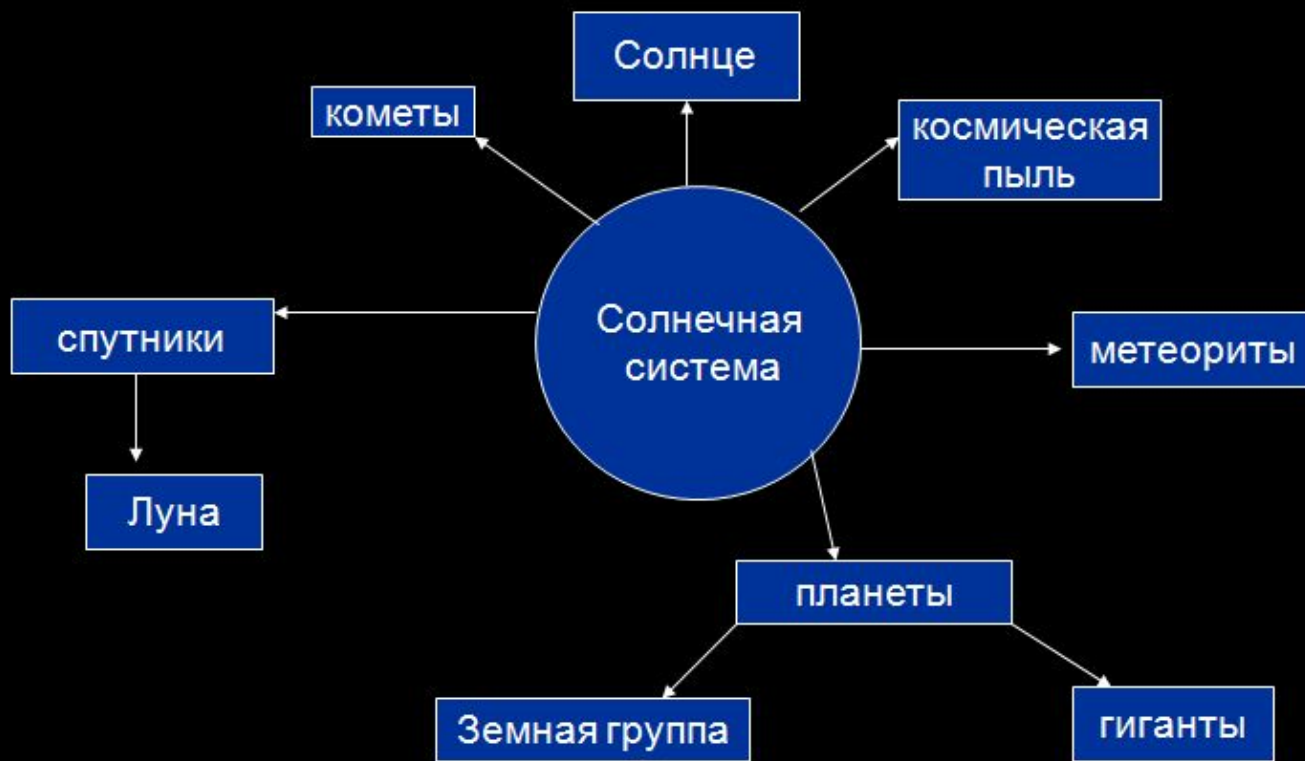 Солнце
кометы
космическая
пыль
Солнечная
система
спутники
метеориты
Луна
планеты
Земная группа
гиганты